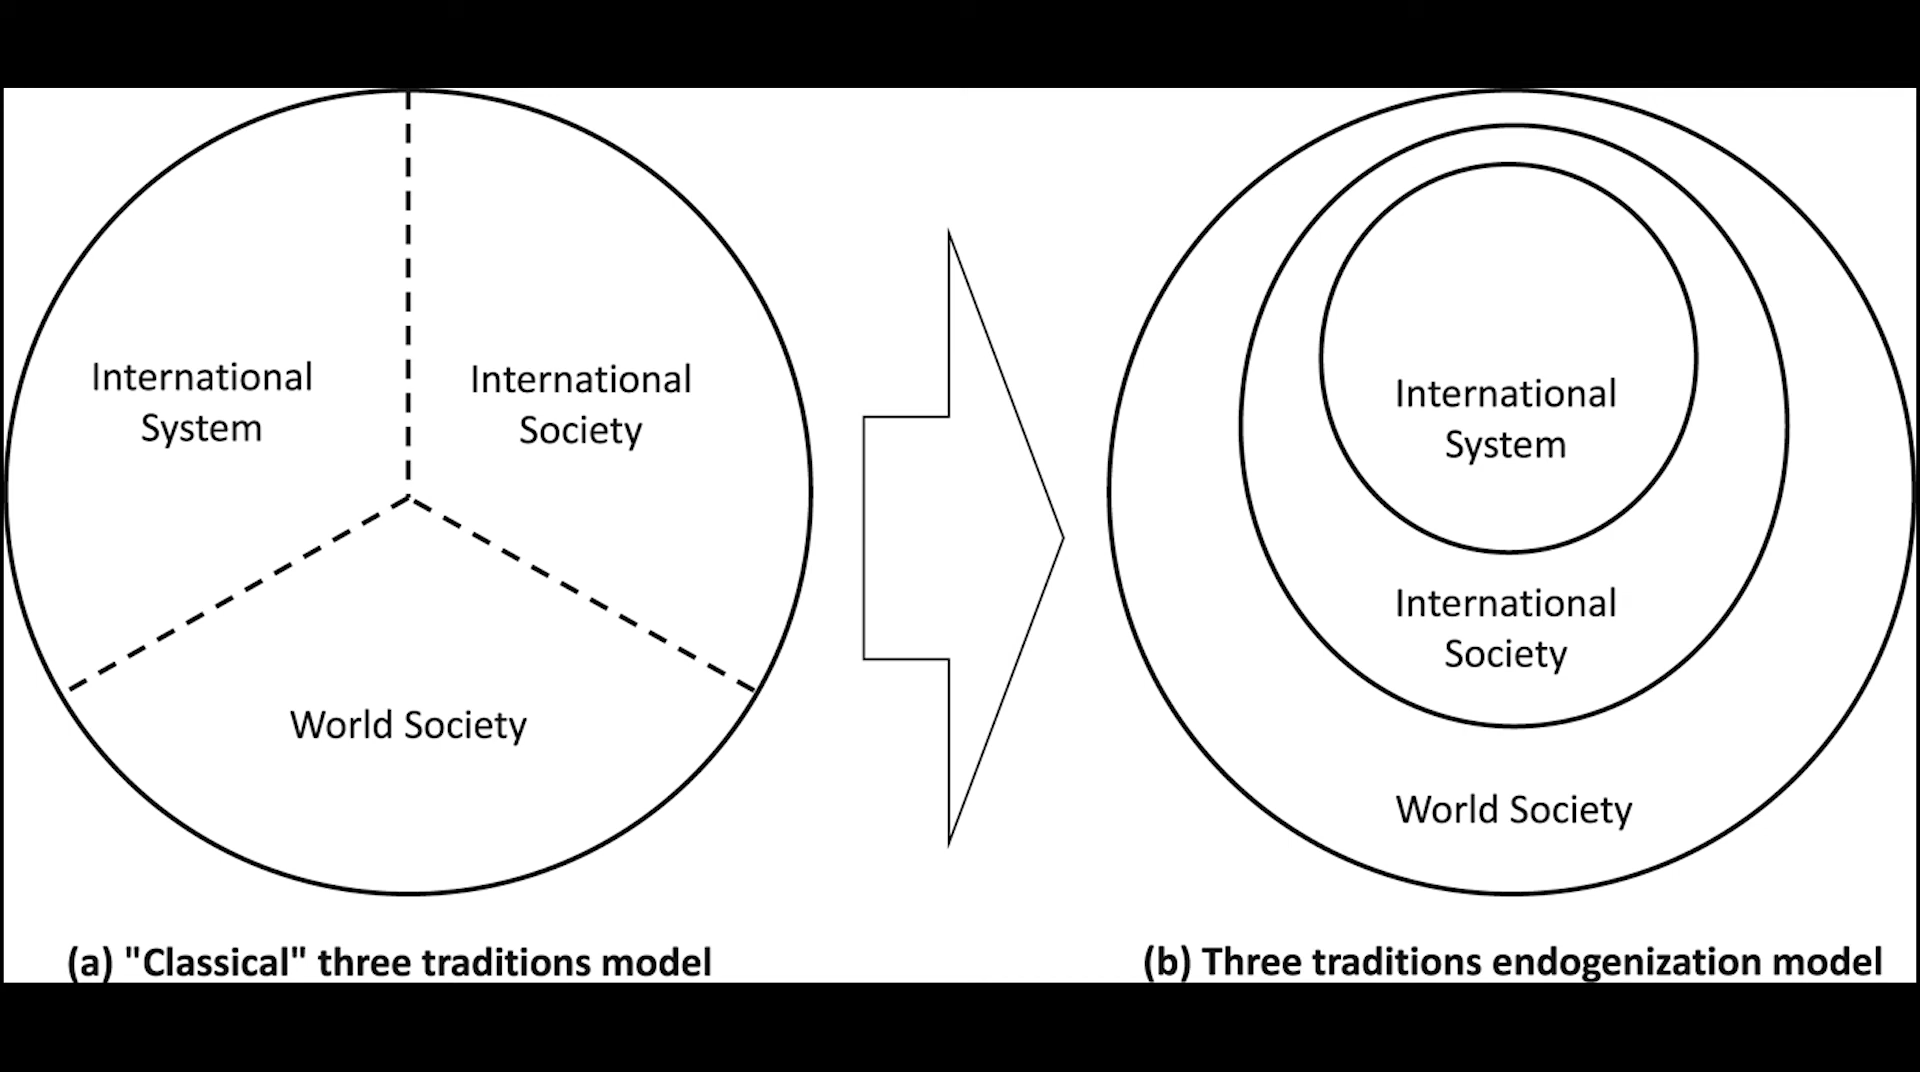 International
System
International
Society
World Society
(a) "Classical" three traditions model
International
System
International
Society
World Society
(b) Three traditions endogenization model